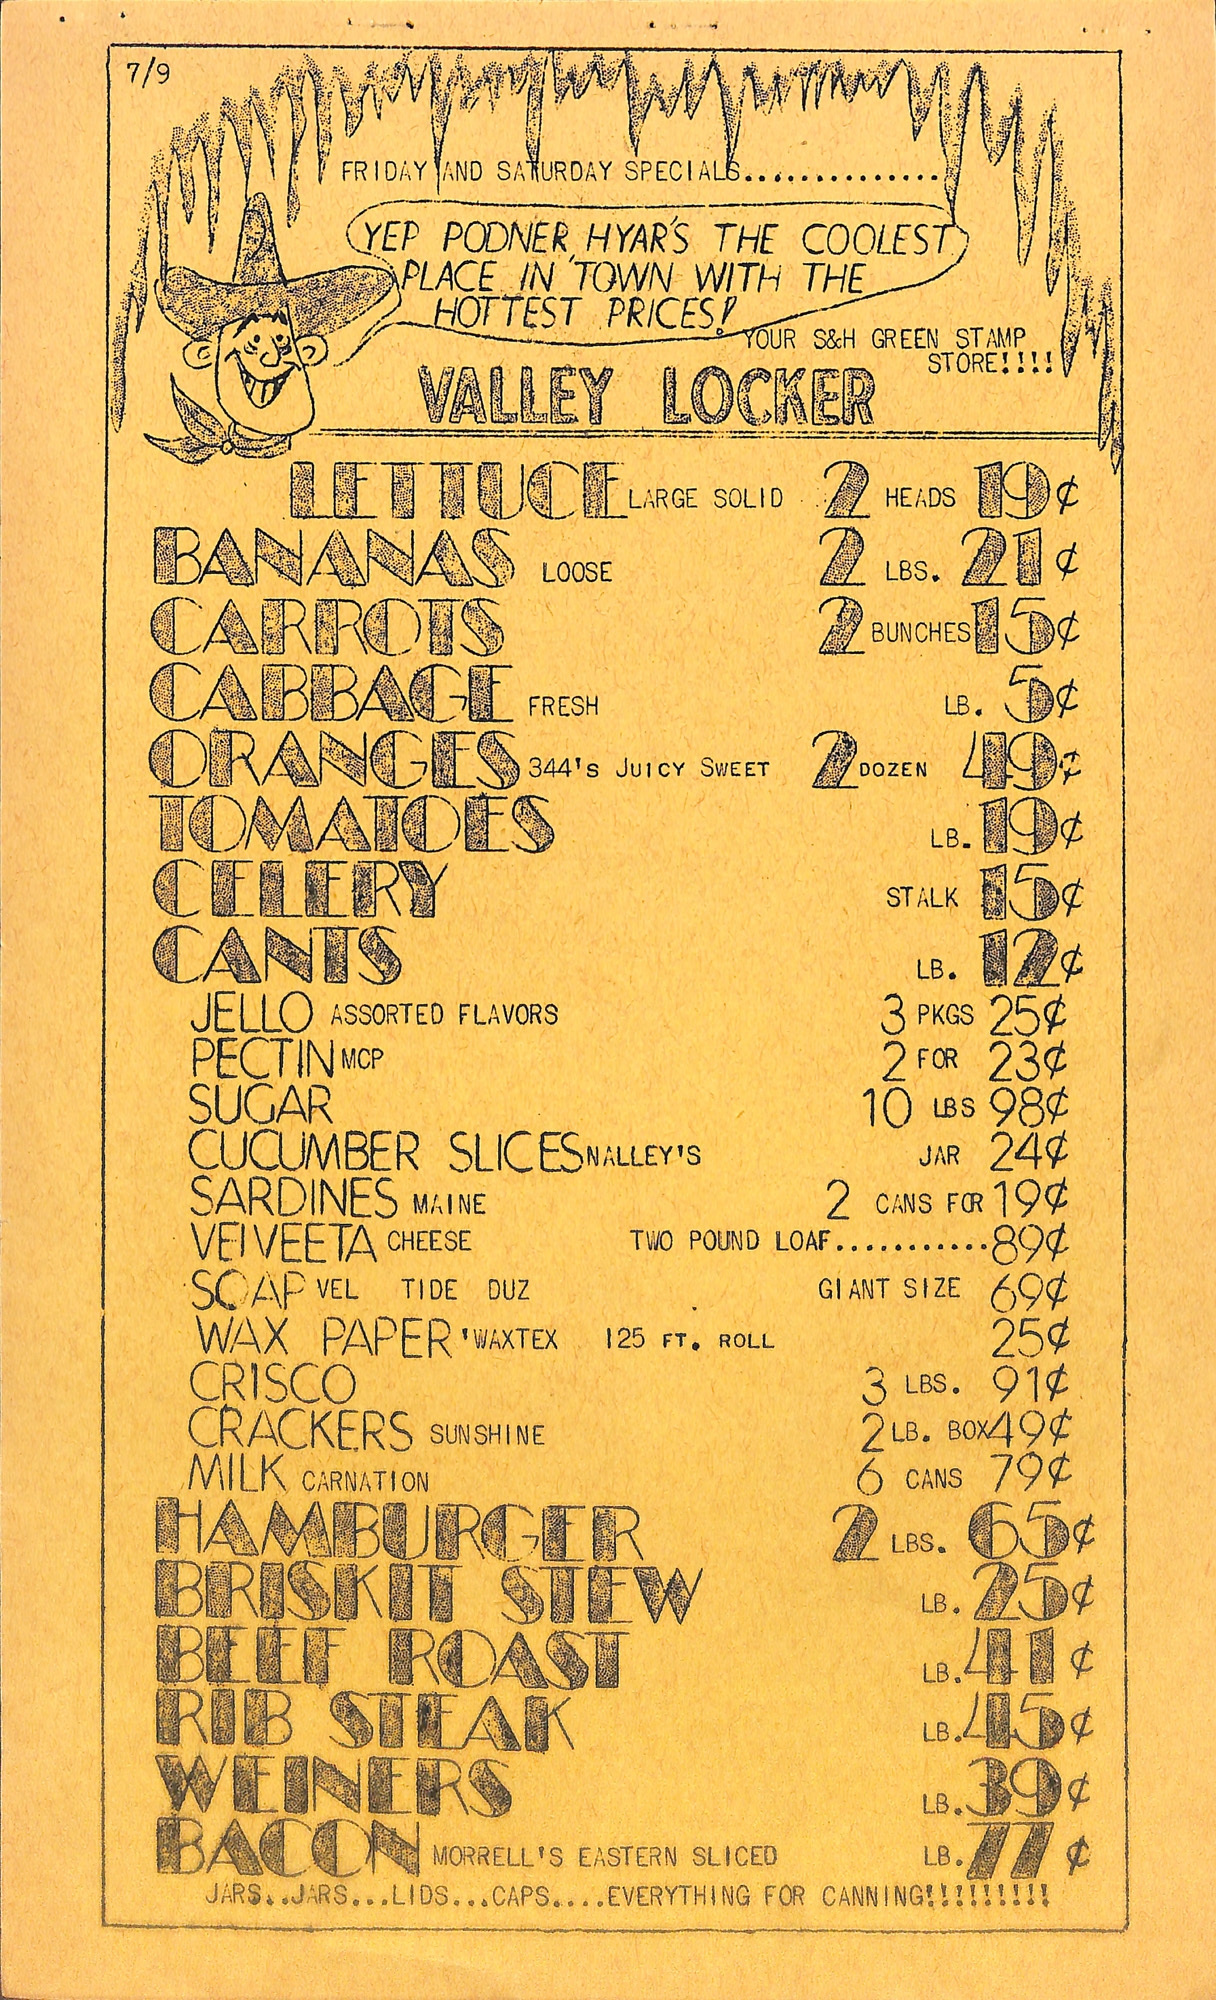 7/9
FRIDAY AND SATURDAY SPECIALS..............
YEP PODNER, HYAR'S THE COOLEST
PLACE IN TOWN WITH THE
HOTTEST PRICES!
YOUR S&H GREEN STAMP
STORE!!!!
VALLEY LOCKER
LETTUCE LARGE SOLID 2 HEADS 19¢
BANANAS LOOSE 2 LBS. 21¢
CARROTS 2 BUNCHES 15¢
CABBAGE FRESH LB. 5¢
ORANGES 344's JUICY SWEET 2 DOZEN 49¢
TOMATOES LB. 19¢
CELERY STALK 15¢
CANTS LB. 12¢
JELLO ASSORTED FLAVORS 3 PKGS 25¢
PECTIN MCP 2 FOR 23¢
SUGAR 10 LBS 98¢
CUCUMBER SLICES NALLEY'S JAR 24¢
SARDINES MAINE 2 CANS FOR 19¢
VELVEETA CHEESE TWO POUND LOAF...........89¢
SOAP VEL TIDE DUZ GIANT SIZE 69¢
WAX PAPER 'WAXTEX 125 FT. ROLL 25¢
CRISCO 3 LBS. 91¢
CRACKERS SUNSHINE 2 LB. BOX 49¢
MILK CARNATION 6 CANS 79¢
HAMBURGER 2 LBS. 65¢
BRISKIT STEW LB. 25¢
BEEF ROAST LB. 41¢
RIB STEAK LB. 45¢
WEINERS LB. 39¢
BACON MORRELL'S EASTERN SLICED LB. 77¢
JARS..JARS...LIDS...CAPS....EVERYTHING FOR CANNING!!!!!!!!!